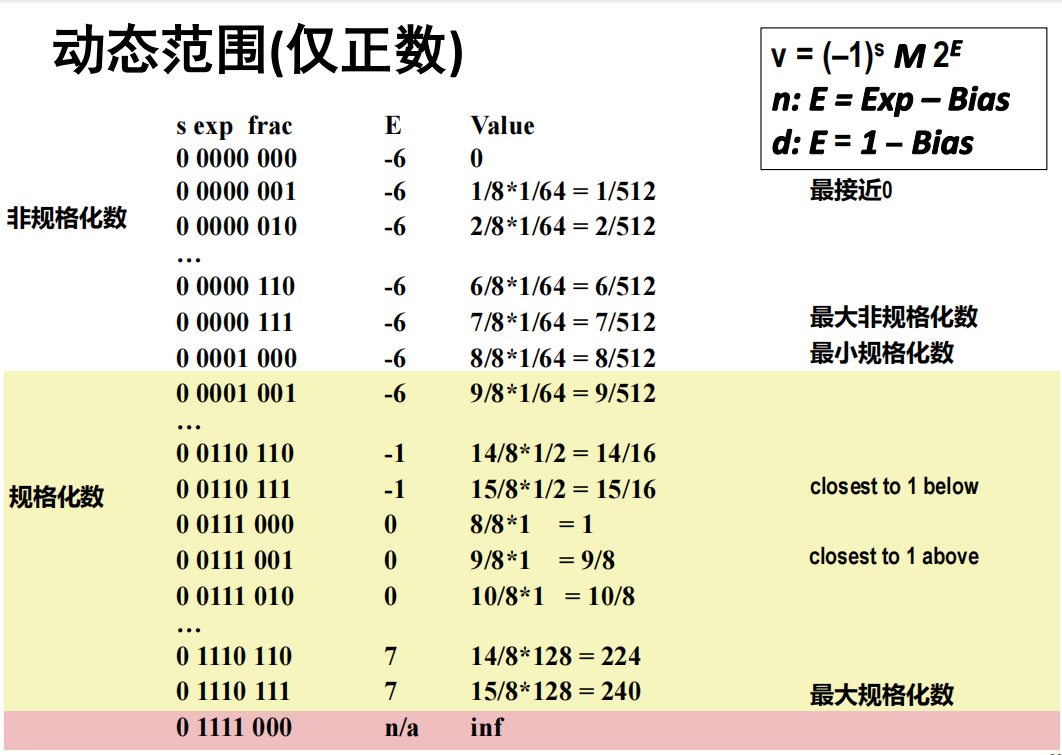 动态范围(仅正数)
v = (–1)ˢ M 2ᴱ
n: E = Exp – Bias
d: E = 1 – Bias
s exp frac E Value
0 0000 000 -6 0
0 0000 001 -6 1/8*1/64 = 1/512 最接近0
非规格化数
0 0000 010 -6 2/8*1/64 = 2/512
…
0 0000 110 -6 6/8*1/64 = 6/512
0 0000 111 -6 7/8*1/64 = 7/512 最大非规格化数
0 0001 000 -6 8/8*1/64 = 8/512 最小规格化数
0 0001 001 -6 9/8*1/64 = 9/512
…
0 0110 110 -1 14/8*1/2 = 14/16
规格化数
0 0110 111 -1 15/8*1/2 = 15/16 closest to 1 below
0 0111 000 0 8/8*1 = 1
0 0111 001 0 9/8*1 = 9/8 closest to 1 above
0 0111 010 0 10/8*1 = 10/8
…
0 1110 110 7 14/8*128 = 224
0 1110 111 7 15/8*128 = 240 最大规格化数
0 1111 000 n/a inf